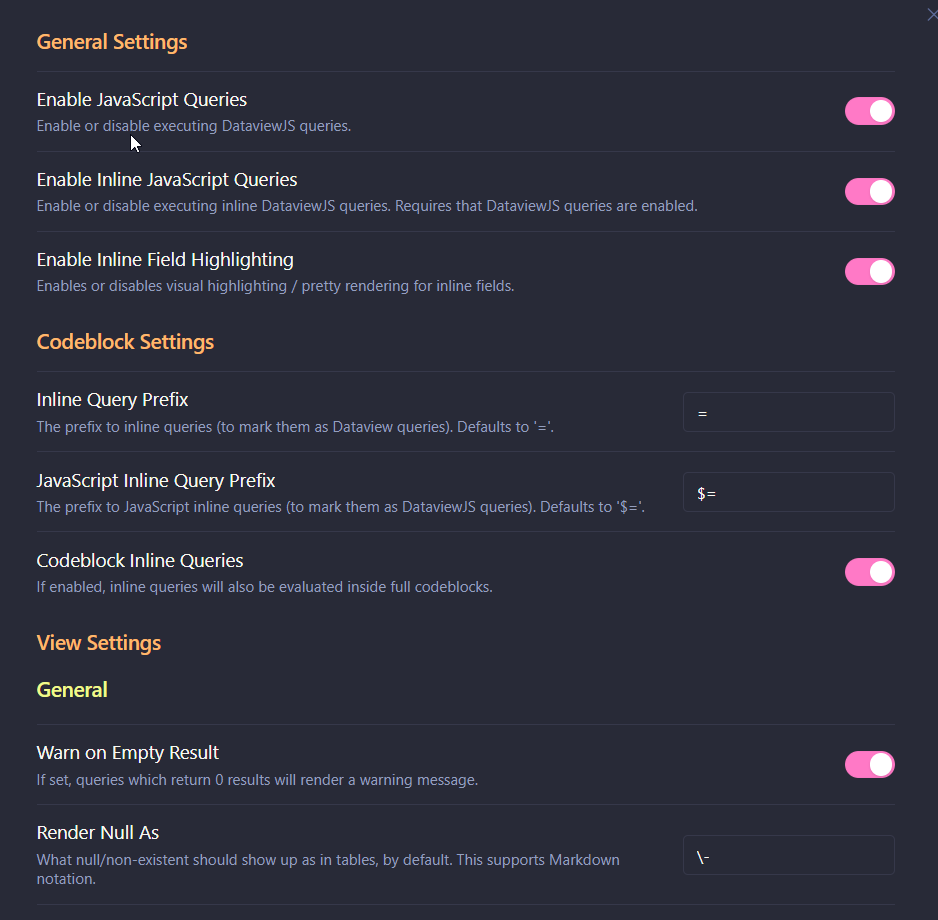 General Settings
Enable JavaScript Queries
Enable or disable executing DataviewJS queries.
Enable Inline JavaScript Queries
Enable or disable executing inline DataviewJS queries. Requires that DataviewJS queries are enabled.
Enable Inline Field Highlighting
Enables or disables visual highlighting / pretty rendering for inline fields.
Codeblock Settings
Inline Query Prefix
The prefix to inline queries (to mark them as Dataview queries). Defaults to '='.
=
JavaScript Inline Query Prefix
The prefix to JavaScript inline queries (to mark them as DataviewJS queries). Defaults to '$='.
$=
Codeblock Inline Queries
If enabled, inline queries will also be evaluated inside full codeblocks.
View Settings
General
Warn on Empty Result
If set, queries which return 0 results will render a warning message.
Render Null As
What null/non-existent should show up as in tables, by default. This supports Markdown
notation.
\-